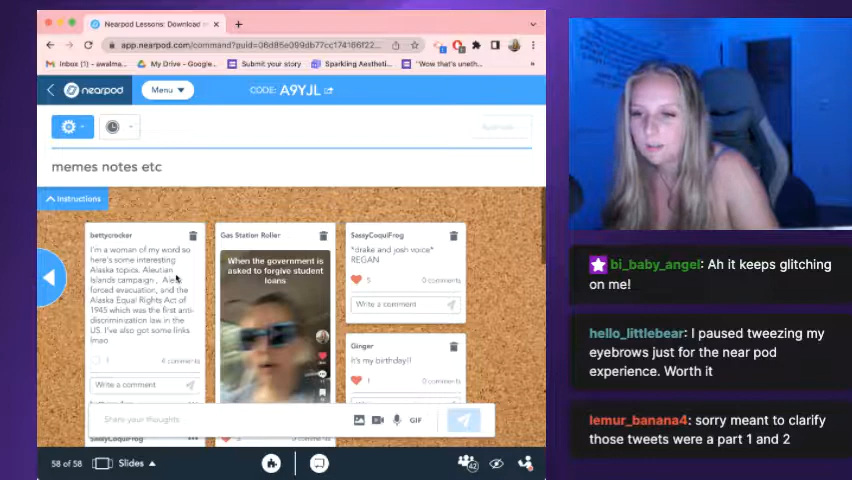 Nearpod Lessons: Download m
app.nearpod.com/command?puid=06d85e099db77cc174166f22...
Inbox (1) - awalma...
My Drive - Google...
Submit your story
Sparkling Aesthetic...
"Wow that's uneth...
nearpod
Menu
CODE: A9YJL
memes notes etc
Instructions
bettycrocker
I'm a woman of my word so
here's some interesting
Alaska topics. Aleutian
Islands campaign,
forced evacuation, and the
Alaska Equal Rights Act of
1945 which was the first anti-
discrimination law in the
US. I've also got some links
lmao
1
4 comments
Write a comment
SassyCoquiFrog
Gas Station Roller
When the government is
asked to forgive student
loans
SassyCoquiFrog
*drake and josh voice*
REGAN
5
0 comments
Write a comment
Ginger
it's my birthday!!
1
0 comments
Share your thoughts
GIF
58 of 58
Slides
42
bi_baby_angel: Ah it keeps glitching
on me!
hello_littlebear: I paused tweezing my
eyebrows just for the near pod
experience. Worth it
lemur_banana4: sorry meant to clarify
those tweets were a part 1 and 2